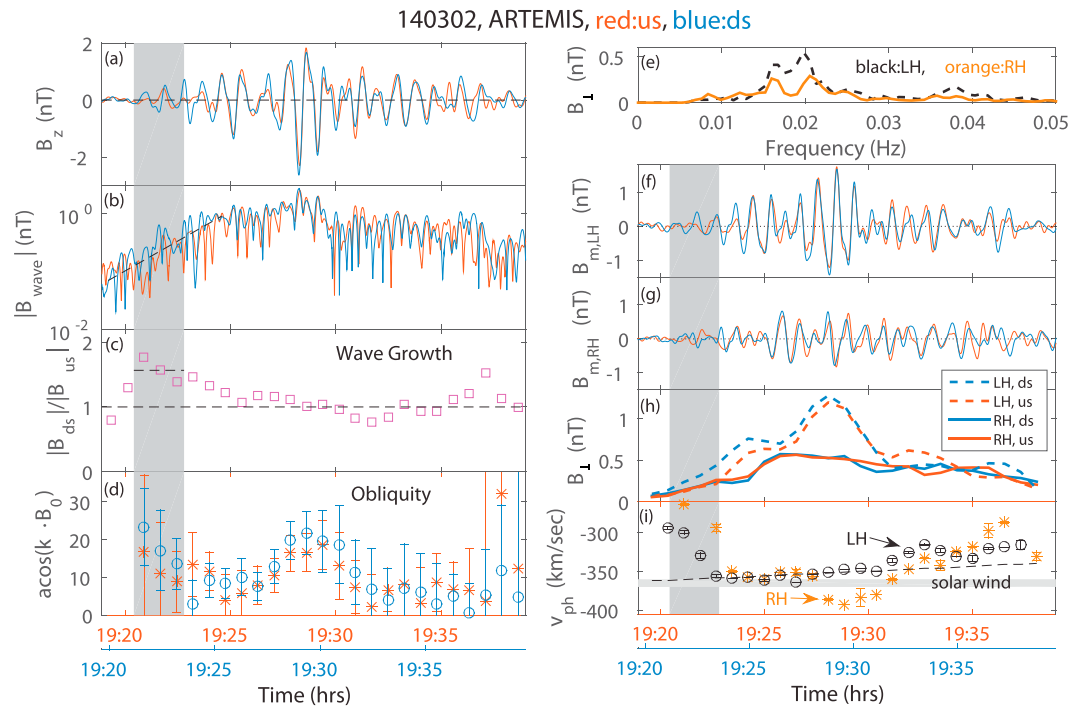 140302, ARTEMIS, red:us, blue:ds
(a)
B_z (nT)
2
0
-2
(b)
|B_wave| (nT)
10^0
10^-2
(c)
Wave Growth
|B_ds|/|B_us|
2
1
0
(d)
Obliquity
acos(k · B_0)
30
20
10
0
19:20 19:25 19:30 19:35
19:20 19:25 19:30 19:35
Time (hrs)
(e)
black:LH, orange:RH
B_⊥ (nT)
0.5
0
0 0.01 0.02 0.03 0.04 0.05
Frequency (Hz)
(f)
B_m,LH (nT)
1
0
-1
(g)
B_m,RH (nT)
1
0
-1
(h)
B_⊥ (nT)
1
0.5
0
LH, ds
LH, us
RH, ds
RH, us
(i)
v_ph (km/sec)
-300
-350
-400
LH
RH
solar wind
19:20 19:25 19:30 19:35
19:20 19:25 19:30 19:35
Time (hrs)